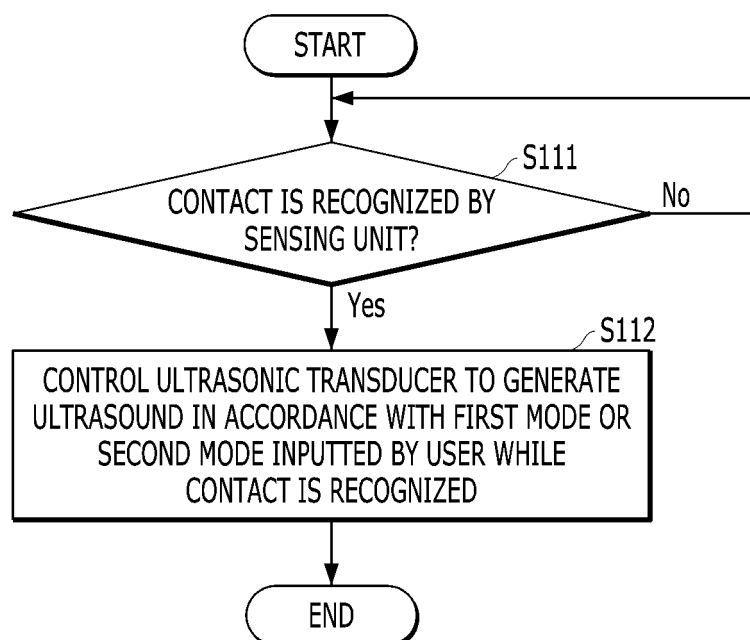 START
S111
CONTACT IS RECOGNIZED BY
SENSING UNIT?
No
Yes
S112
CONTROL ULTRASONIC TRANSDUCER TO GENERATE
ULTRASOUND IN ACCORDANCE WITH FIRST MODE OR
SECOND MODE INPUTTED BY USER WHILE
CONTACT IS RECOGNIZED
END